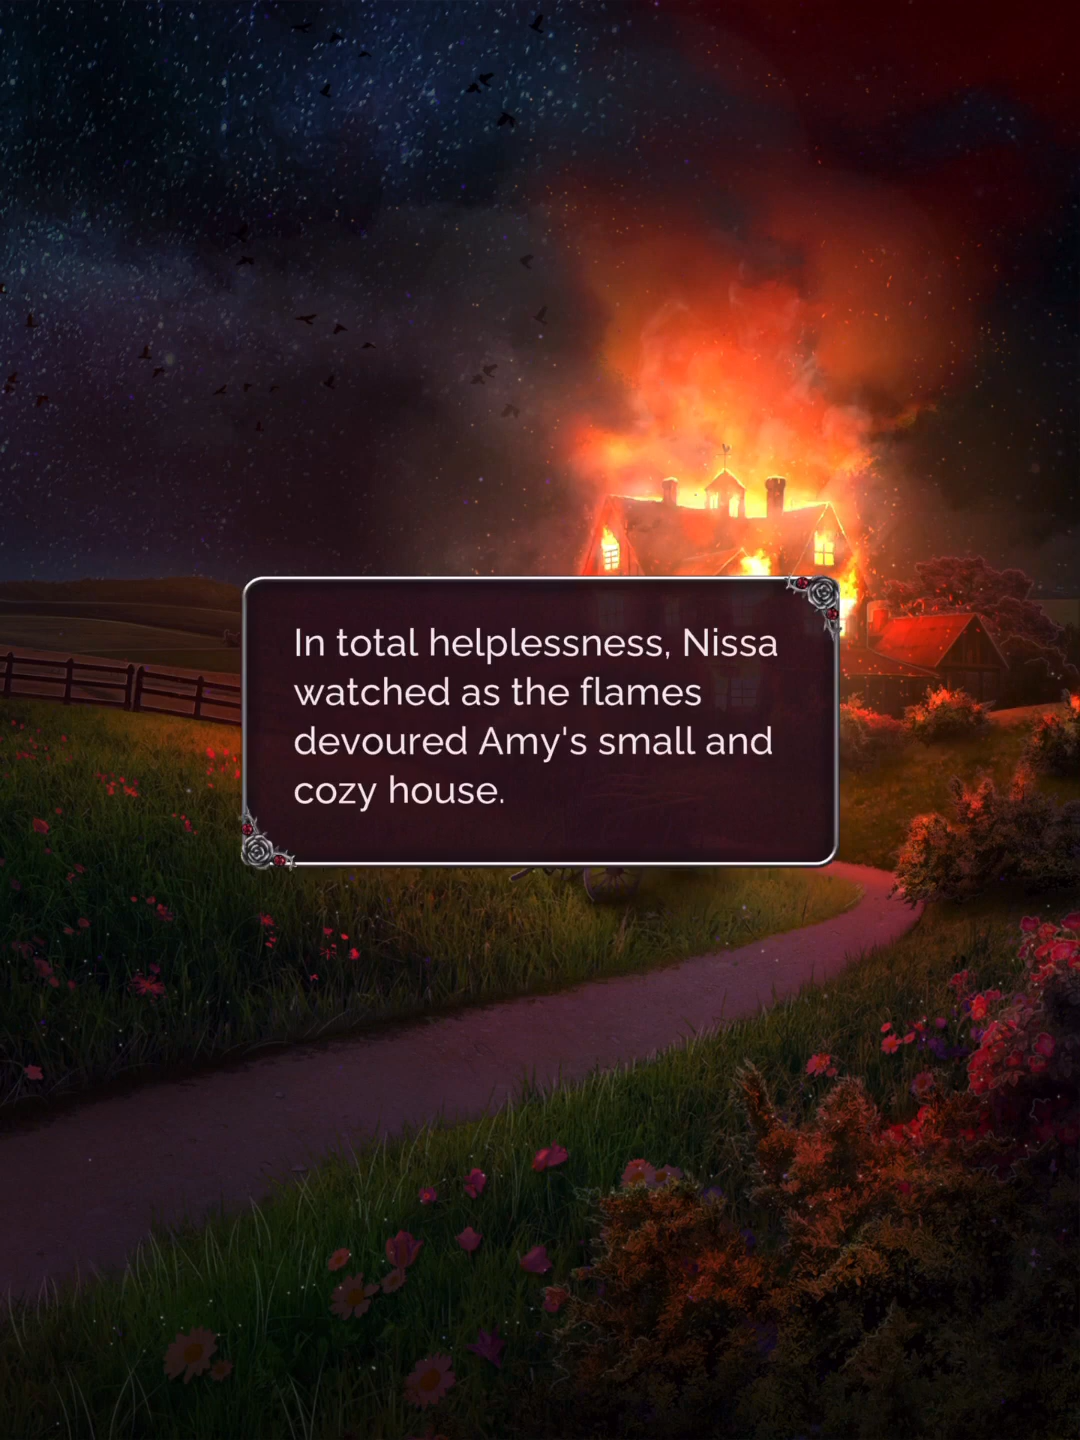 In total helplessness, Nissa
watched as the flames
devoured Amy's small and
cozy house.